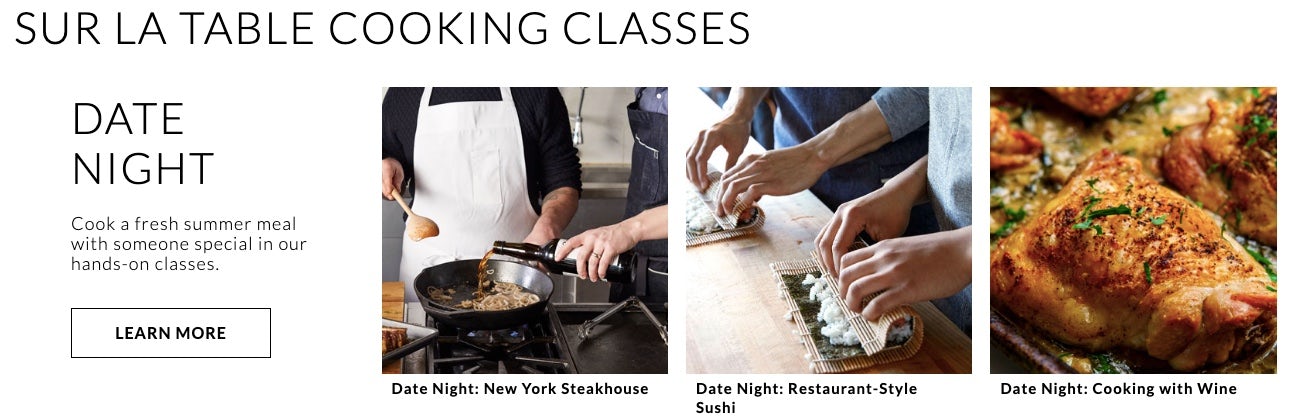 SUR LA TABLE COOKING CLASSES
DATE
NIGHT
Cook a fresh summer meal
with someone special in our
hands-on classes.
LEARN MORE
Date Night: New York Steakhouse
Date Night: Restaurant-Style
Sushi
Date Night: Cooking with Wine